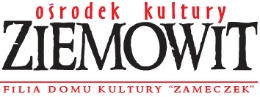 ośrodek kultury
ZIEMOWIT
FILIA DOMU KULTURY "ZAMECZEK"